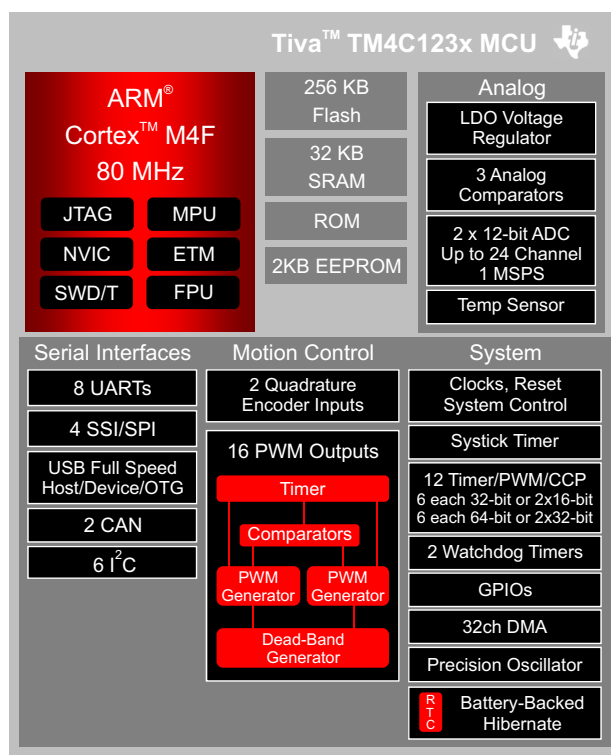 Tiva™ TM4C123x MCU
ARM®
Cortex™ M4F
80 MHz
JTAG
MPU
NVIC
ETM
SWD/T
FPU
256 KB
Flash
32 KB
SRAM
ROM
2KB EEPROM
Analog
LDO Voltage
Regulator
3 Analog
Comparators
2 x 12-bit ADC
Up to 24 Channel
1 MSPS
Temp Sensor
Serial Interfaces
8 UARTs
4 SSI/SPI
USB Full Speed
Host/Device/OTG
2 CAN
6 I²C
Motion Control
2 Quadrature
Encoder Inputs
16 PWM Outputs
Timer
Comparators
PWM
Generator
PWM
Generator
Dead-Band
Generator
System
Clocks, Reset
System Control
Systick Timer
12 Timer/PWM/CCP
6 each 32-bit or 2x16-bit
6 each 64-bit or 2x32-bit
2 Watchdog Timers
GPIOs
32ch DMA
Precision Oscillator
RTC
Battery-Backed
Hibernate